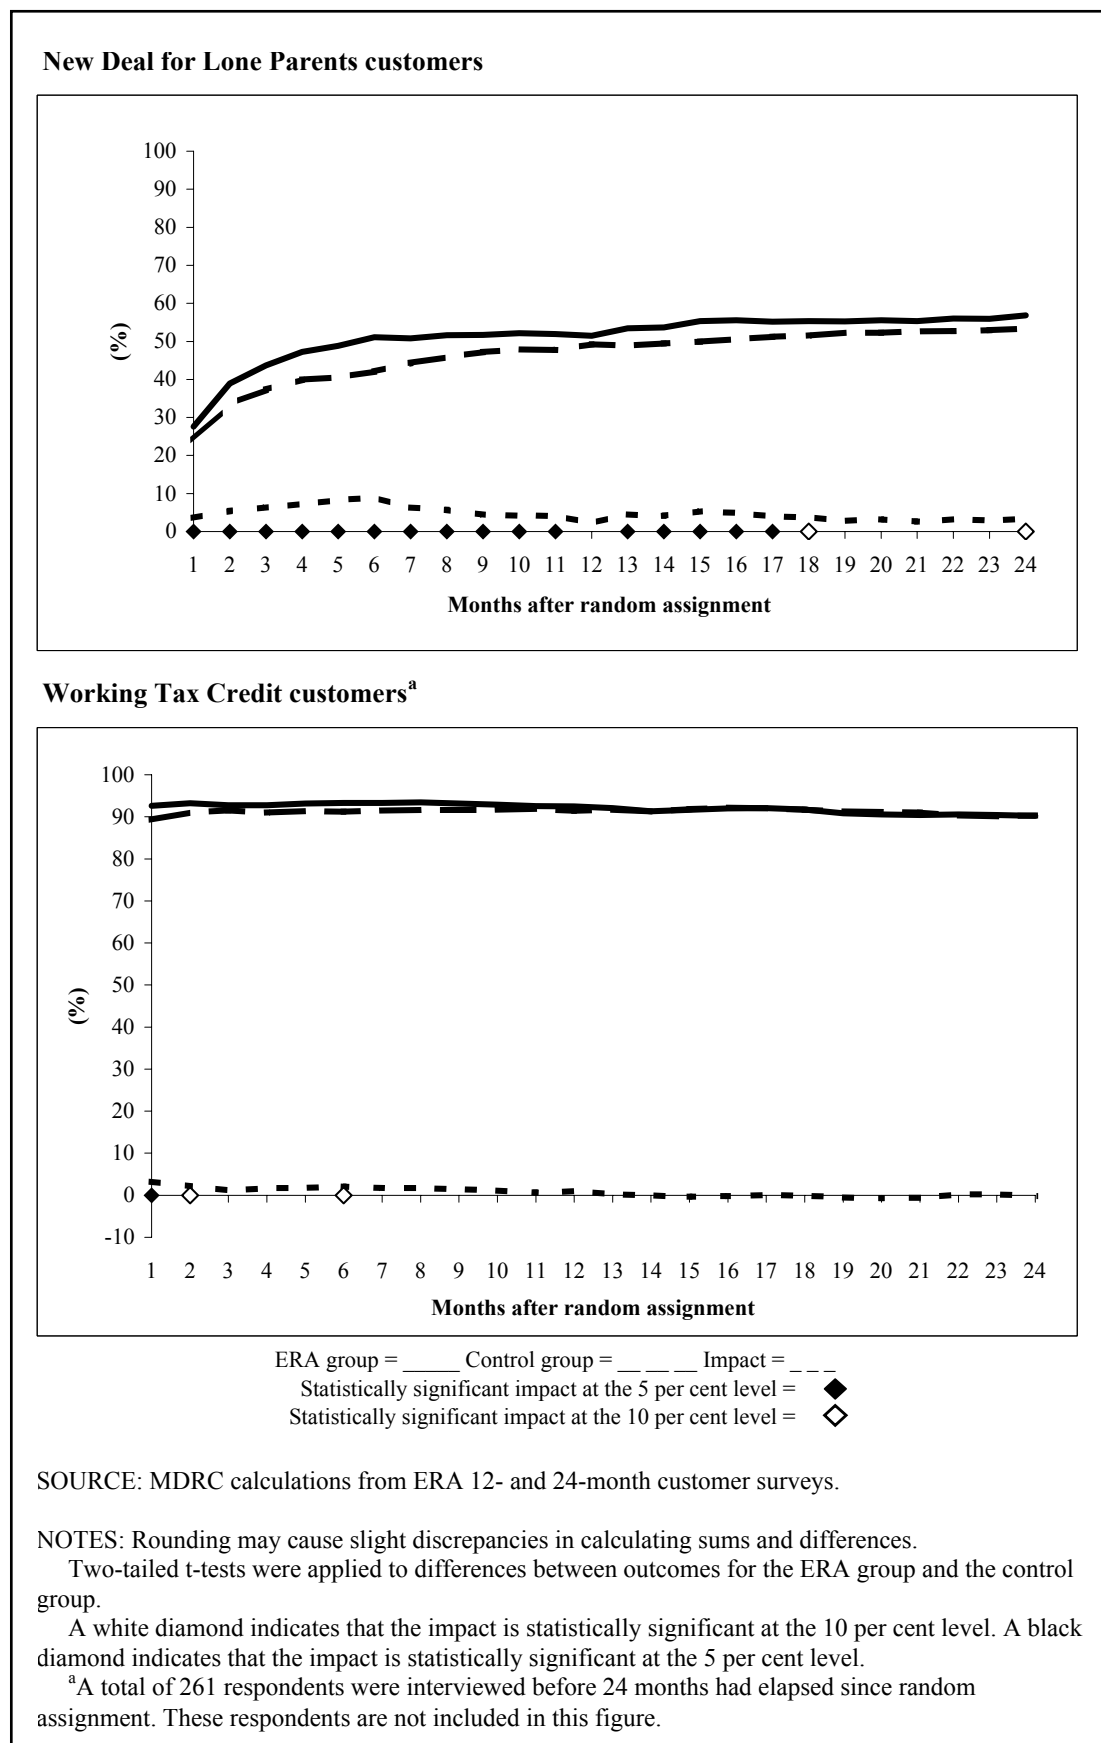 New Deal for Lone Parents customers
100
90
80
70
60
50
40
30
20
10
0
(%)
1 2 3 4 5 6 7 8 9 10 11 12 13 14 15 16 17 18 19 20 21 22 23 24
Months after random assignment
Working Tax Credit customersᵃ
100
90
80
70
60
50
40
30
20
10
0
-10
(%)
1 2 3 4 5 6 7 8 9 10 11 12 13 14 15 16 17 18 19 20 21 22 23 24
Months after random assignment
ERA group = _____ Control group = __ __ __ Impact = _ _ _
Statistically significant impact at the 5 per cent level = ◆
Statistically significant impact at the 10 per cent level = ◇
SOURCE: MDRC calculations from ERA 12- and 24-month customer surveys.
NOTES: Rounding may cause slight discrepancies in calculating sums and differences.
Two-tailed t-tests were applied to differences between outcomes for the ERA group and the control
group.
A white diamond indicates that the impact is statistically significant at the 10 per cent level. A black
diamond indicates that the impact is statistically significant at the 5 per cent level.
ᵃA total of 261 respondents were interviewed before 24 months had elapsed since random
assignment. These respondents are not included in this figure.